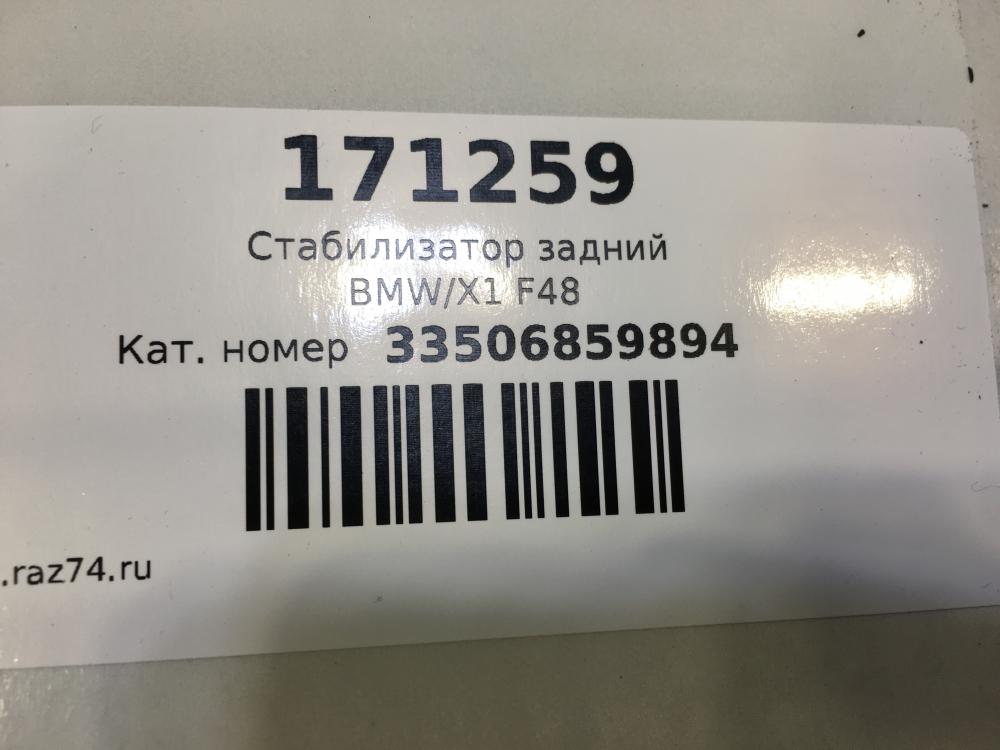 171259
Стабилизатор задний
BMW/X1 F48
Кат. номер 33506859894
.raz74.ru